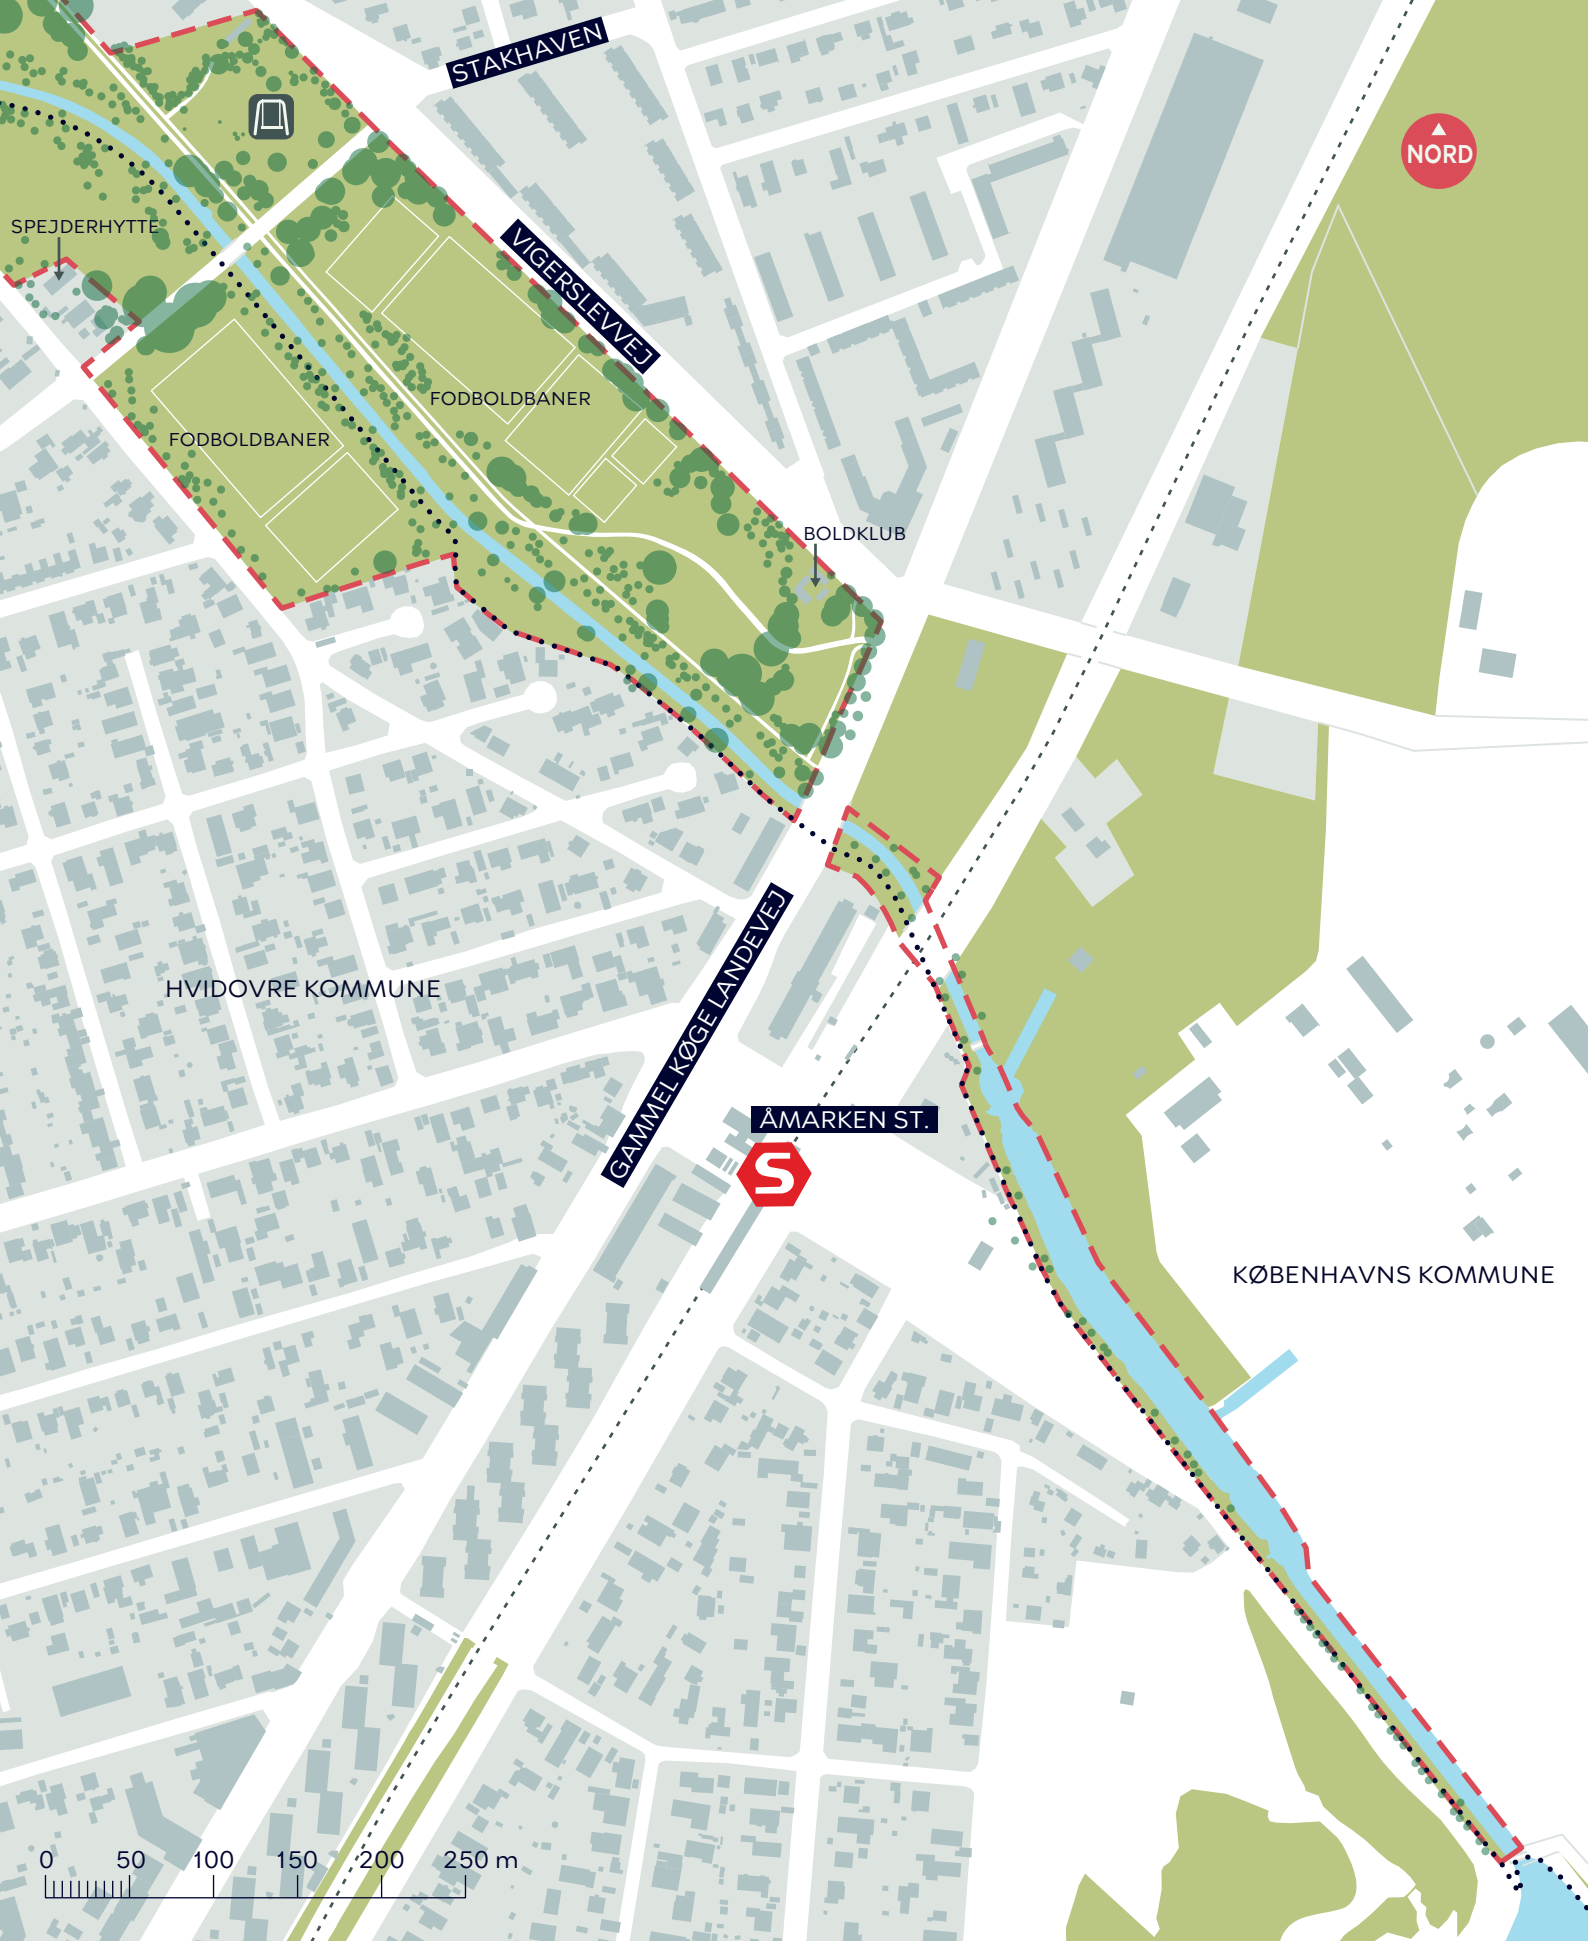 STAKHAVEN
NORD
SPEJDERHYTTE
VIGERSLEVVEJ
FODBOLDBANER
FODBOLDBANER
BOLDKLUB
HVIDOVRE KOMMUNE
GAMMEL KØGE LANDEVEJ
ÅMARKEN ST.
S
KØBENHAVNS KOMMUNE
0 50 100 150 200 250 m